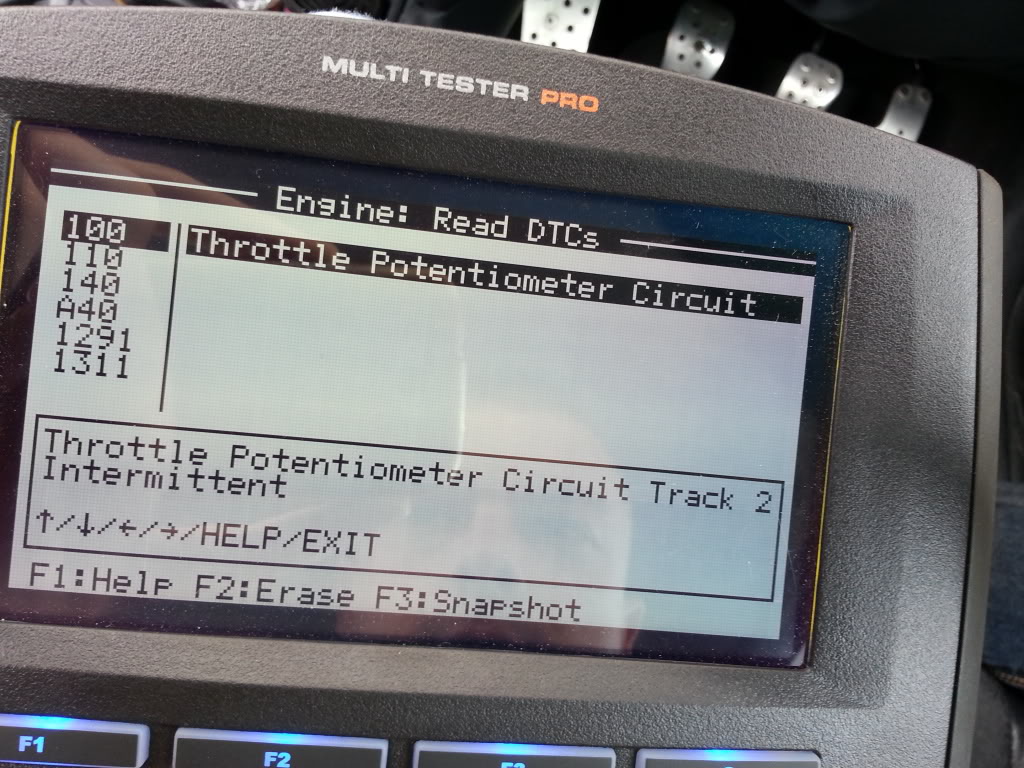 MULTI TESTER PRO
Engine: Read DTCs
100
Throttle Potentiometer Circuit
110
140
A40
1291
1311
Throttle Potentiometer Circuit Track 2
Intermittent
↑/↓/←/→/HELP/EXIT
F1:Help F2:Erase F3:Snapshot
F1
F2
F3